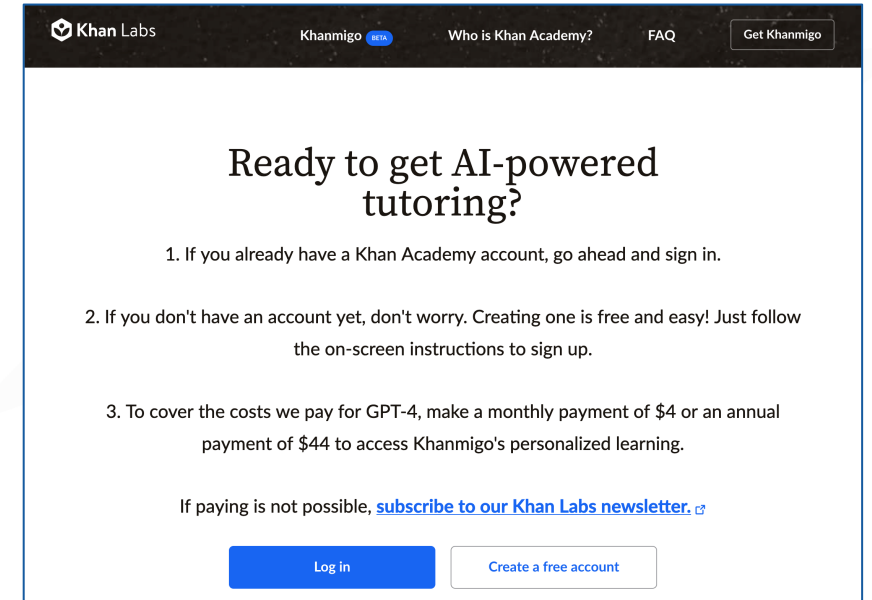 Khan Labs
Khanmigo BETA
Who is Khan Academy?
FAQ
Get Khanmigo
Ready to get AI-powered
tutoring?
1. If you already have a Khan Academy account, go ahead and sign in.
2. If you don't have an account yet, don't worry. Creating one is free and easy! Just follow
the on-screen instructions to sign up.
3. To cover the costs we pay for GPT-4, make a monthly payment of $4 or an annual
payment of $44 to access Khanmigo's personalized learning.
If paying is not possible, subscribe to our Khan Labs newsletter.
Log in
Create a free account